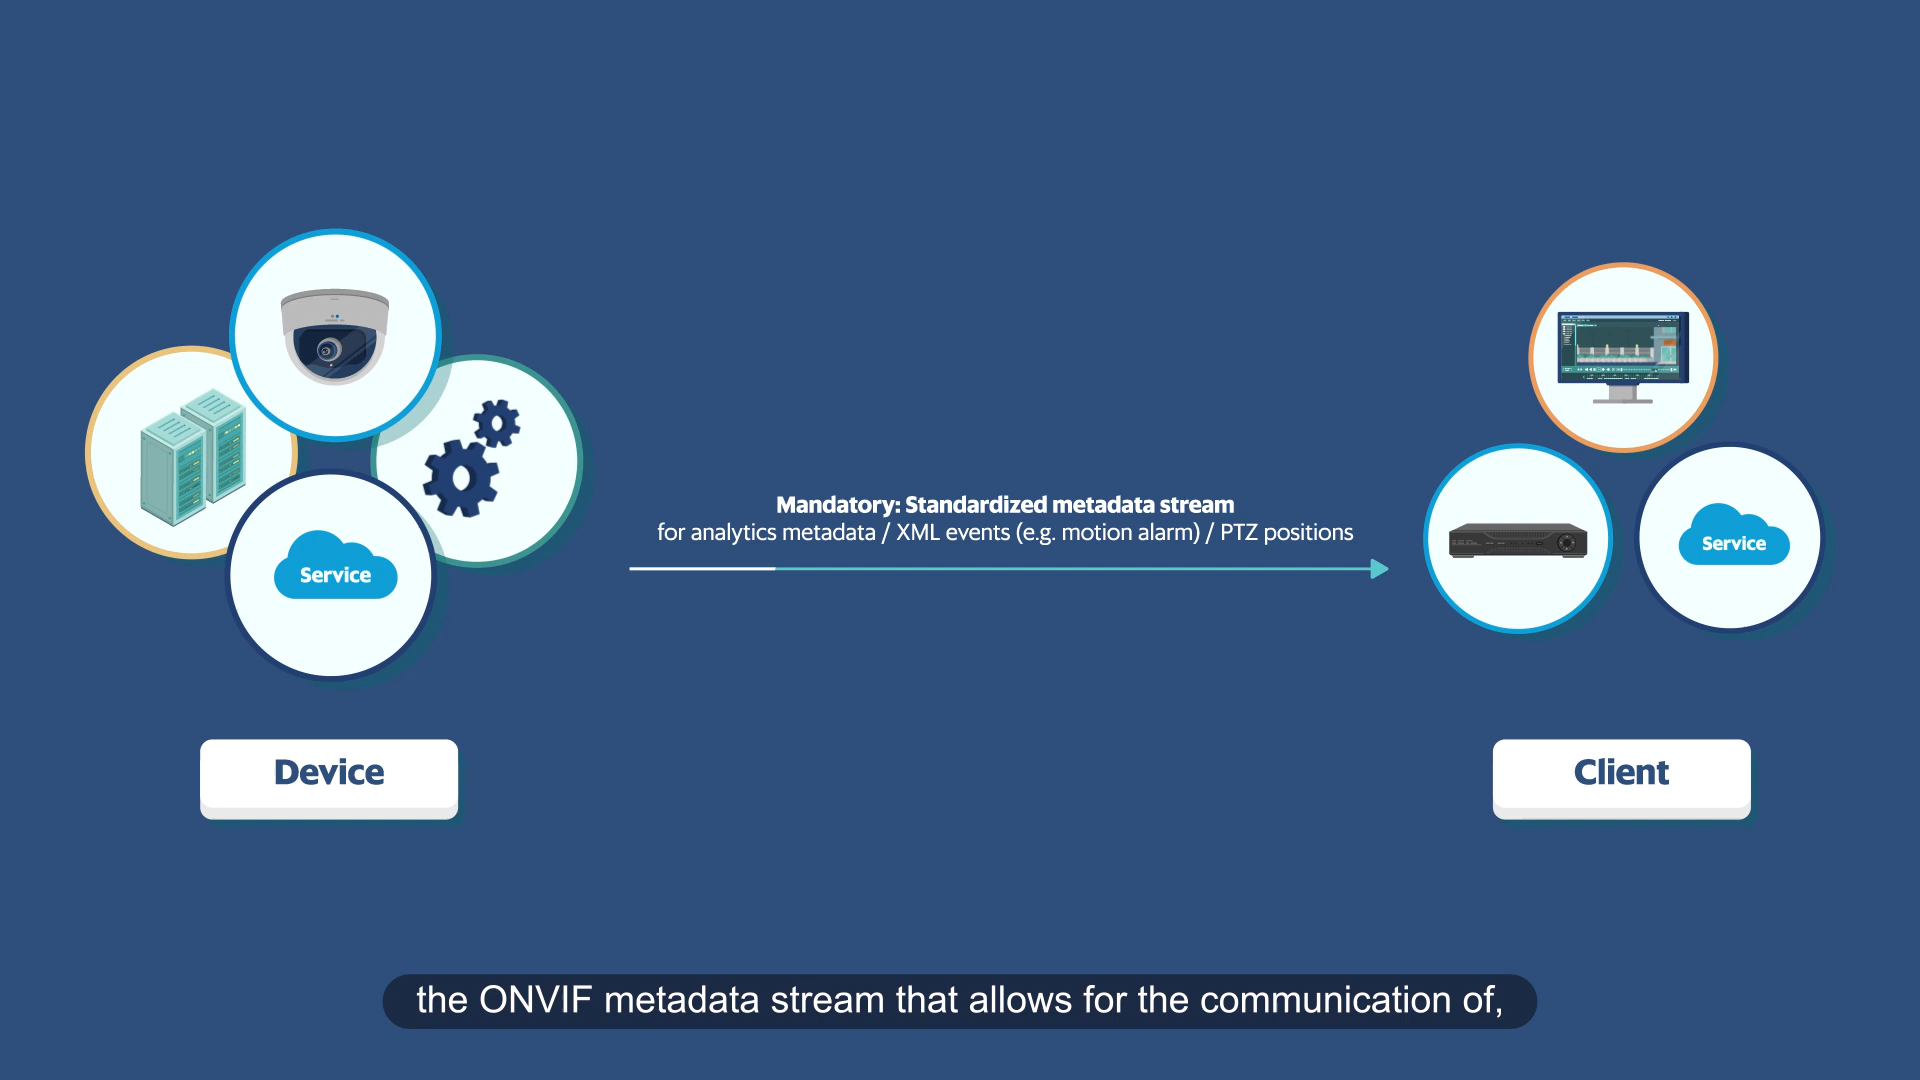 Mandatory: Standardized metadata stream
for analytics metadata / XML events (e.g. motion alarm) / PTZ positions
Service
Service
Device
Client
the ONVIF metadata stream that allows for the communication of,